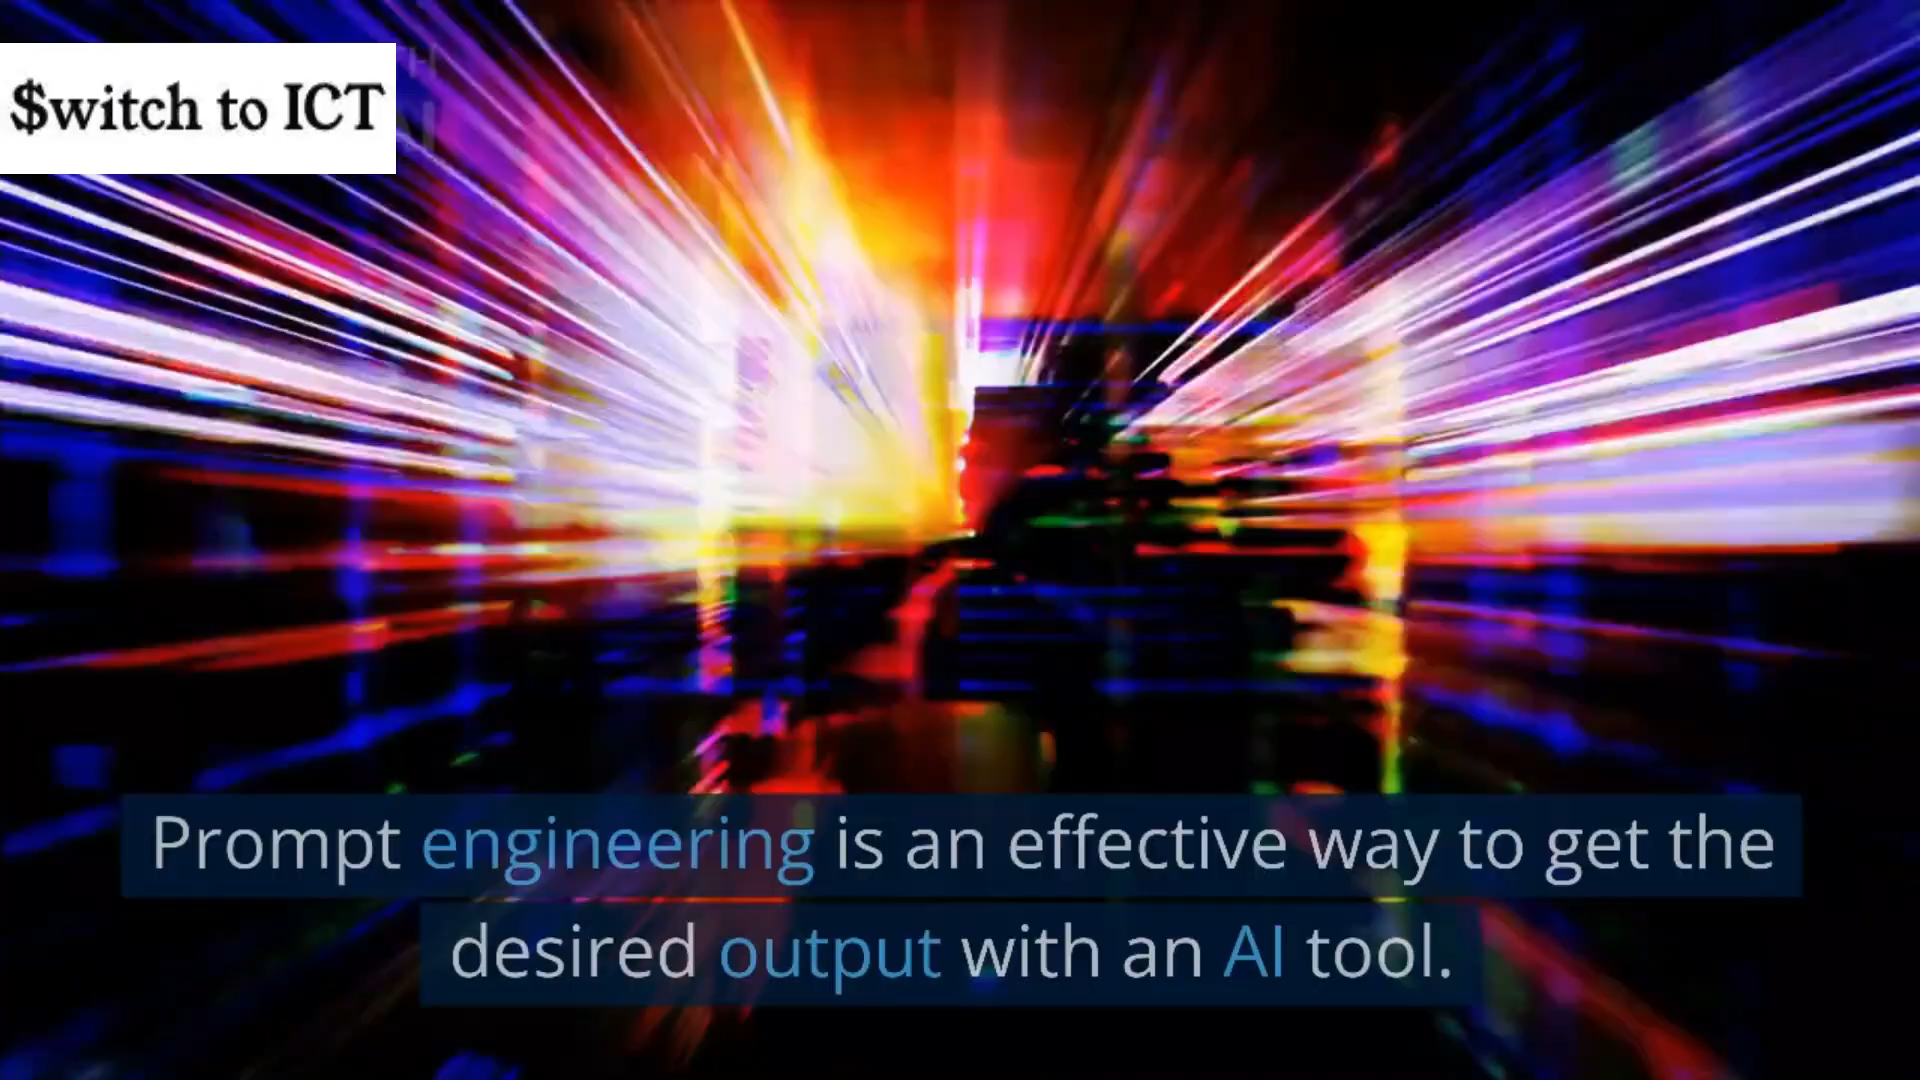 $witch to ICT
Prompt engineering is an effective way to get the
desired output with an AI tool.